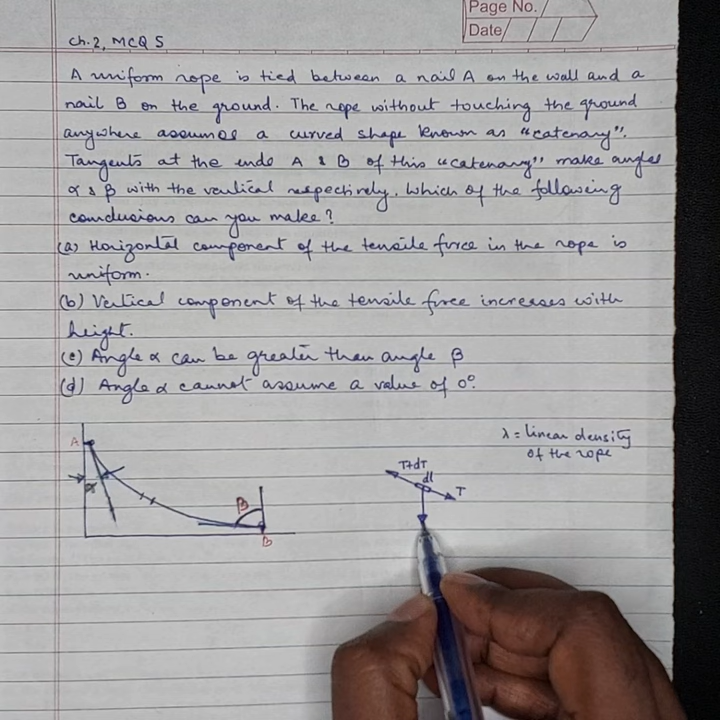 Page No.
Date
Ch.2, MCQ 5
A uniform rope is tied between a nail A on the wall and a
nail B on the ground. The rope without touching the ground
anywhere assumes a curved shape known as "catenary".
Tangents at the ends A & B of this "catenary" make angles
α & β with the vertical respectively. Which of the following
conclusions can you make?
(a) Horizontal component of the tensile force in the rope is
uniform.
(b) Vertical component of the tensile force increases with
height.
(c) Angle α can be greater than angle β
(d) Angle α cannot assume a value of 0°.
λ = linear density
of the rope
A
α
β
B
T+dT
dl
T